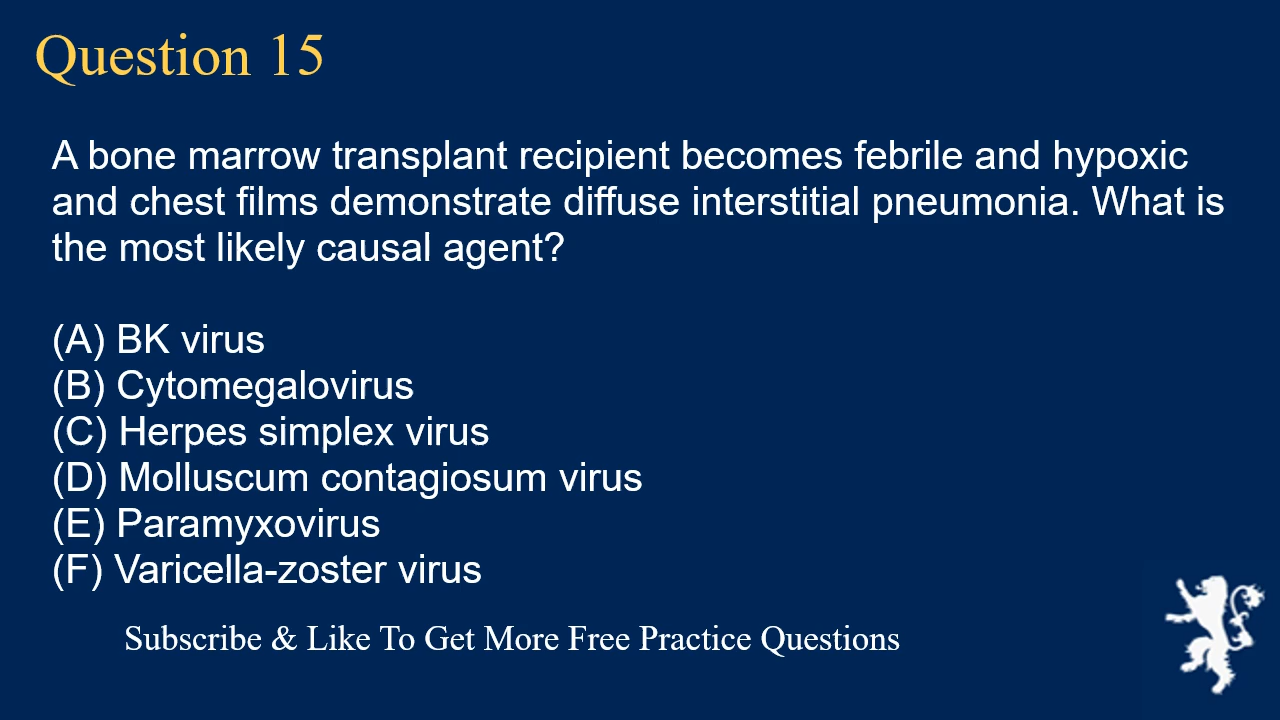 Question 15
A bone marrow transplant recipient becomes febrile and hypoxic
and chest films demonstrate diffuse interstitial pneumonia. What is
the most likely causal agent?
(A) BK virus
(B) Cytomegalovirus
(C) Herpes simplex virus
(D) Molluscum contagiosum virus
(E) Paramyxovirus
(F) Varicella-zoster virus
Subscribe & Like To Get More Free Practice Questions